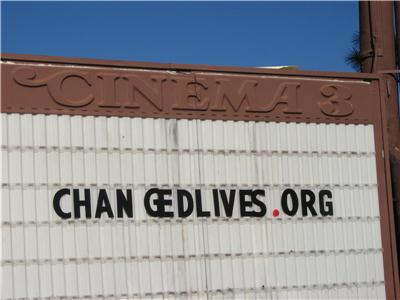 CINEMA 3
CHAN GEDLIVES.ORG